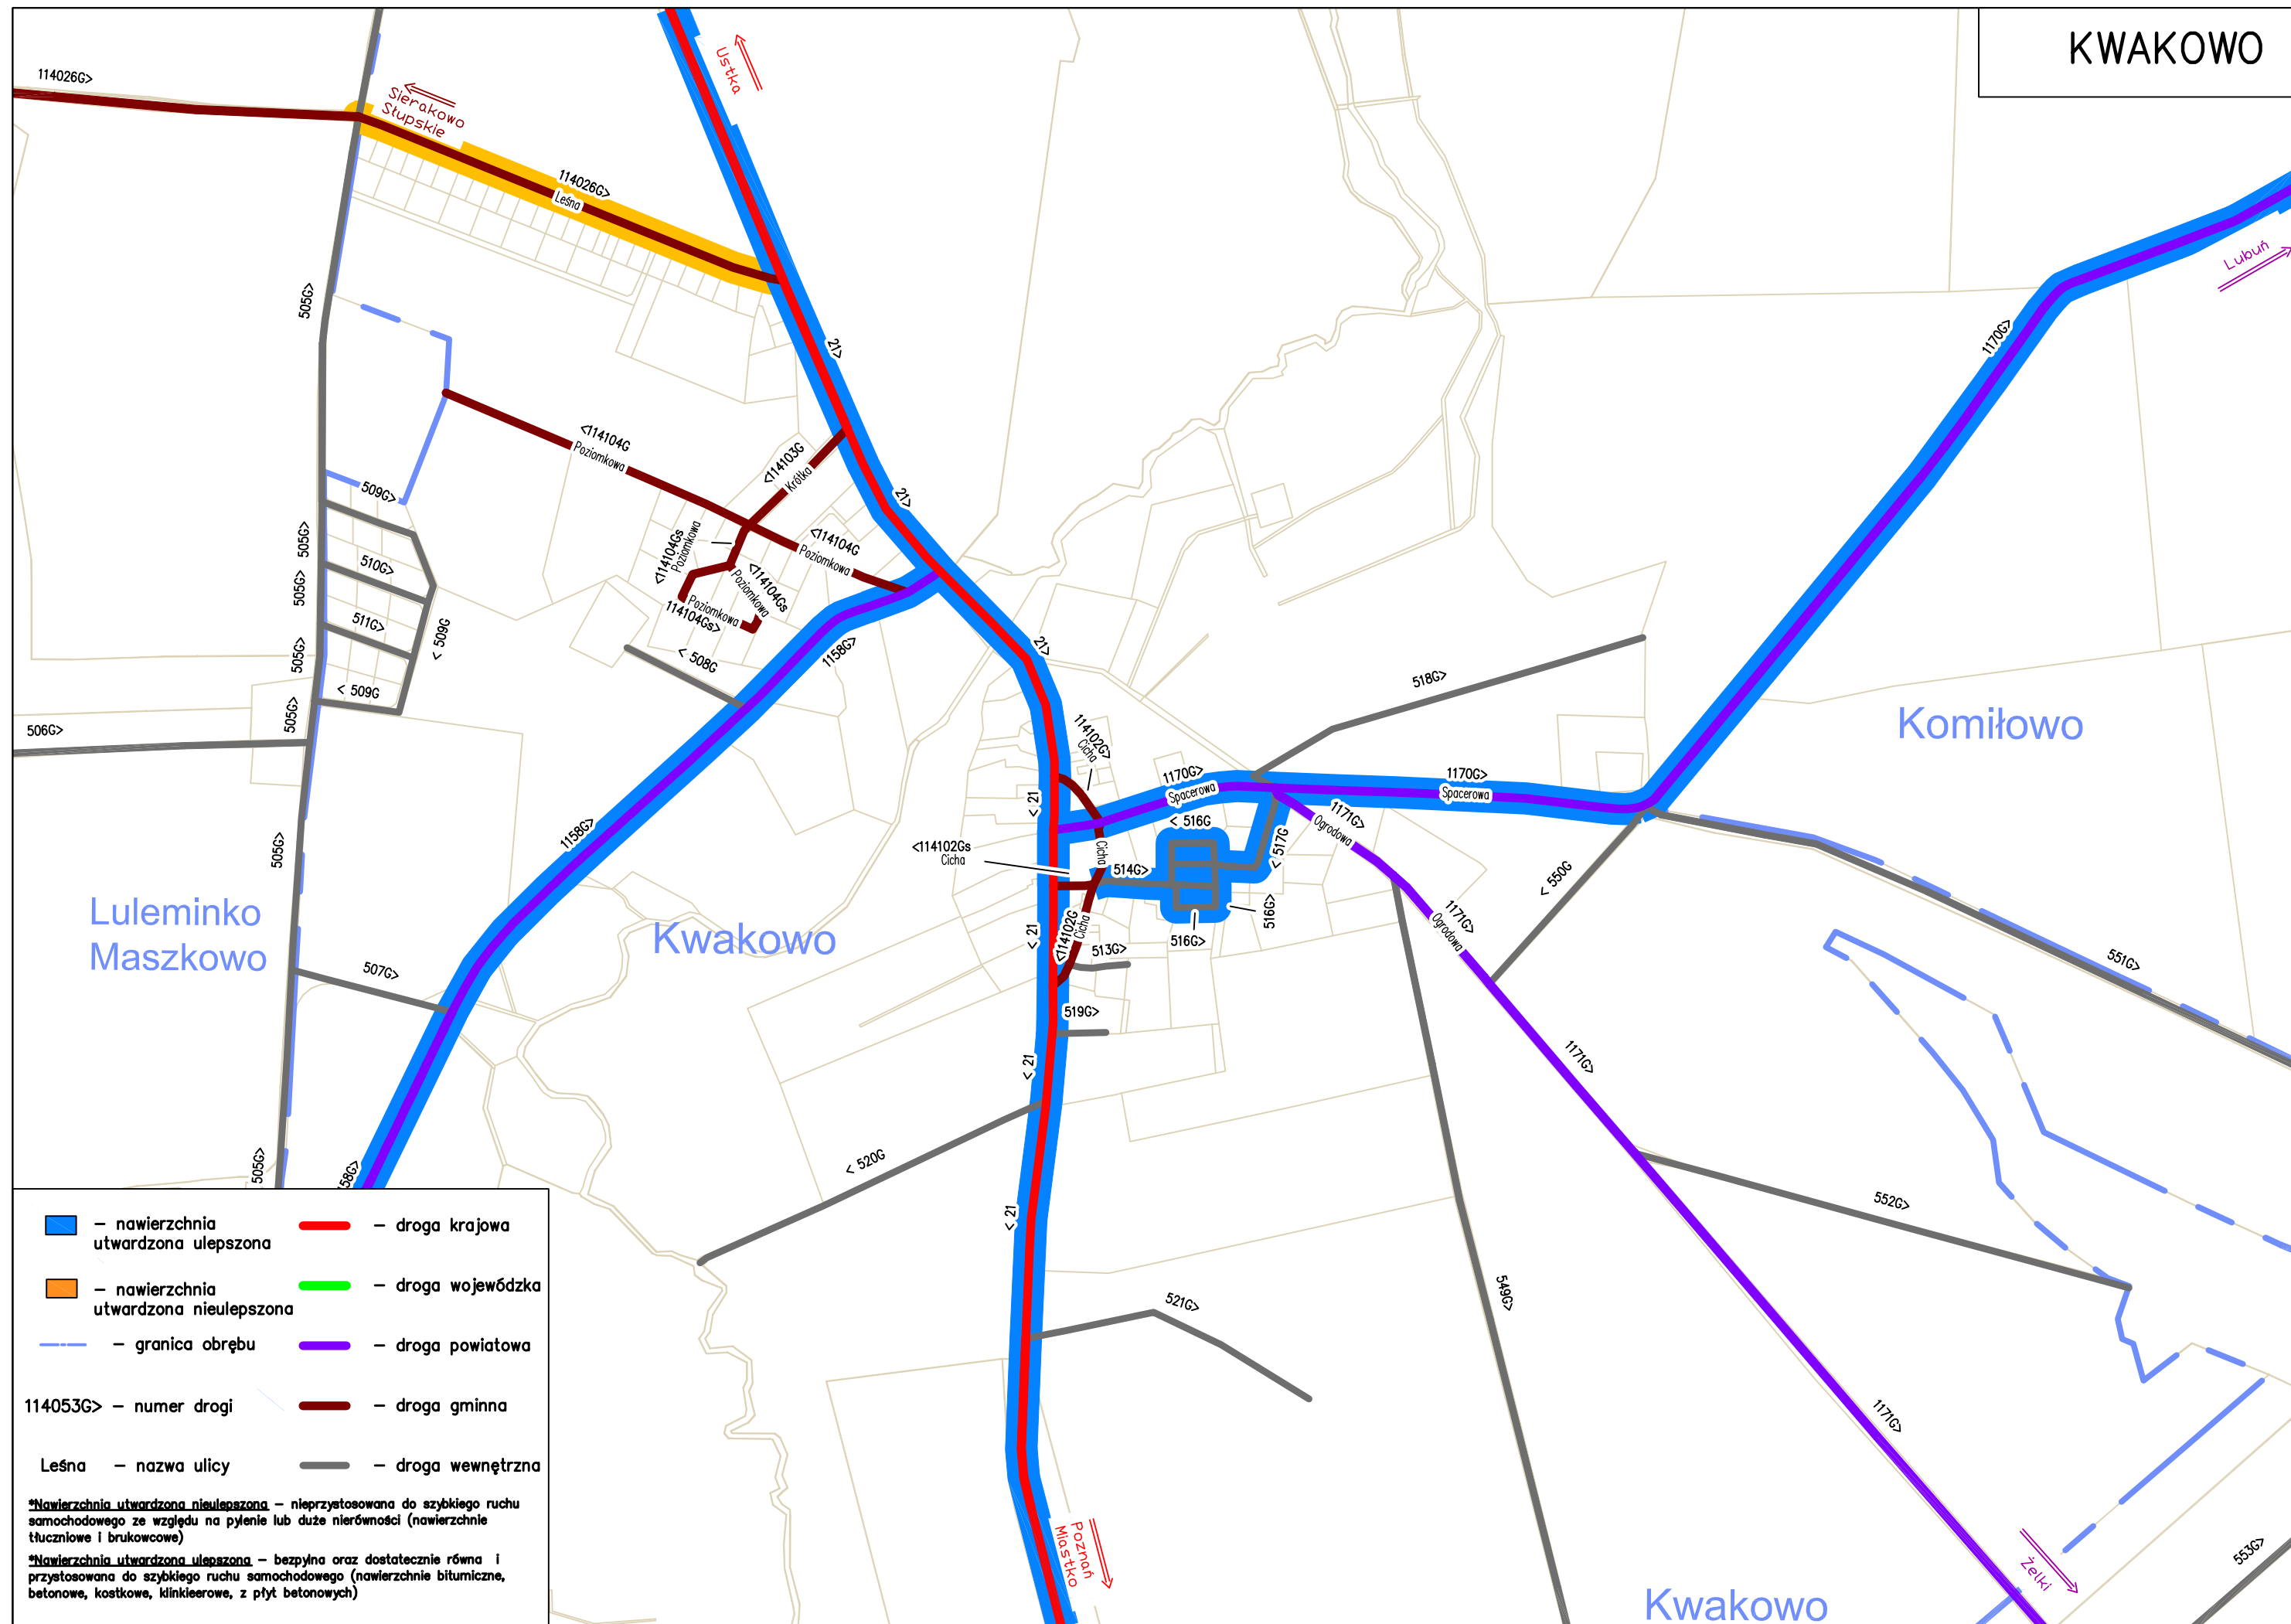 KWAKOWO
114026G>
Sierakowo
Słupskie
Ustka
114026G>
Leśna
Lubuń
505G>
21>
1170G>
<114104G
Poziomkowa
<114103G
Krótka
509G>
21>
505G>
<114104Gs
Poziomkowa
<114104G
Poziomkowa
510G>
505G>
<114104Gs
Poziomkowa
Poziomkowa
114104Gs>
511G>
< 509G
505G>
< 508G
1158G>
21>
518G>
< 509G
505G>
506G>
114102G>
Cicha
Komiłowo
1170G>
Spacerowa
1170G>
Spacerowa
< 21
1171G>
Ogrodowa
< 516G
1158G>
505G>
<114102Gs
Cicha
Cicha
514G>
< 517G
< 550G
Luleminko
Maszkowo
Kwakowo
< 21
<114102G
Cicha
516G>
516G>
1171G>
Ogrodowa
513G>
551G>
507G>
519G>
< 21
1171G>
505G>
158G>
< 520G
< 21
552G>
521G>
549G>
1171G>
– nawierzchnia
utwardzona ulepszona
– droga krajowa
– nawierzchnia
utwardzona nieulepszona
– droga wojewódzka
– granica obrębu
– droga powiatowa
114053G> – numer drogi
– droga gminna
Leśna – nazwa ulicy
– droga wewnętrzna
*Nawierzchnia utwardzona nieulepszona – nieprzystosowana do szybkiego ruchu
samochodowego ze względu na pylenie lub duże nierówności (nawierzchnie
tłuczniowe i brukowcowe)
*Nawierzchnia utwardzona ulepszona – bezpylna oraz dostatecznie równa i
przystosowana do szybkiego ruchu samochodowego (nawierzchnie bitumiczne,
betonowe, kostkowe, klinkieerowe, z płyt betonowych)
Poznań
Miastko
Żelki
553G>
Kwakowo